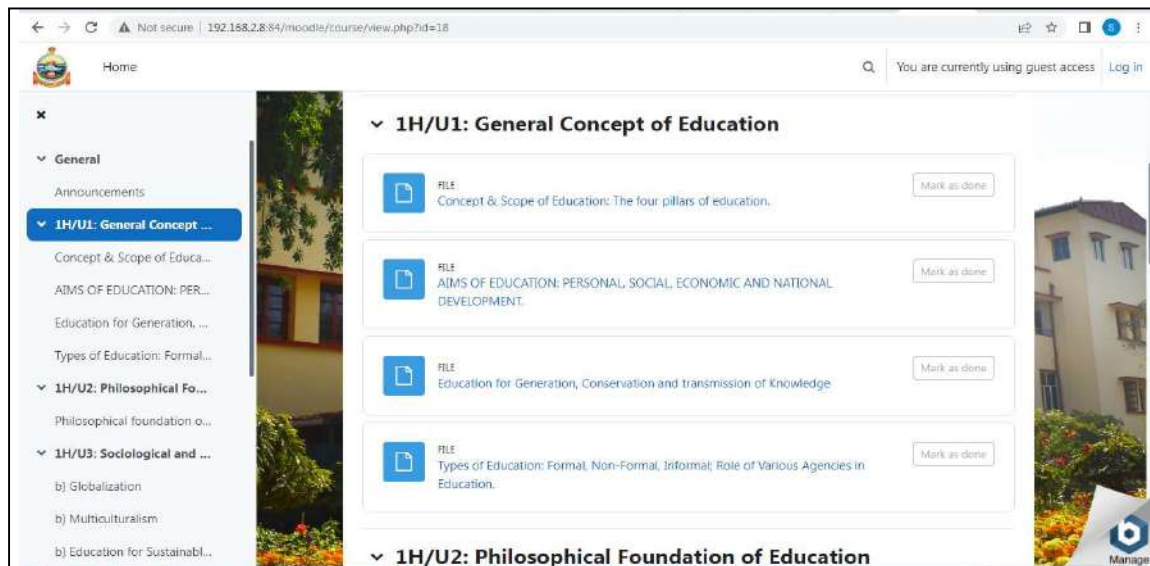 Not secure 192.168.2.8:84/moodle/course/view.php?id=18
S
Home
You are currently using guest access Log in
General
Announcements
1H/U1: General Concept ...
Concept & Scope of Educa...
AIMS OF EDUCATION: PER...
Education for Generation, ...
Types of Education: Formal...
1H/U2: Philosophical Fo...
Philosophical foundation o...
1H/U3: Sociological and ...
b) Globalization
b) Multiculturalism
b) Education for Sustainabl...
1H/U1: General Concept of Education
FILE
Mark as done
Concept & Scope of Education: The four pillars of education.
FILE
Mark as done
AIMS OF EDUCATION: PERSONAL, SOCIAL, ECONOMIC AND NATIONAL
DEVELOPMENT.
FILE
Mark as done
Education for Generation, Conservation and transmission of Knowledge
FILE
Mark as done
Types of Education: Formal, Non-Formal, Informal; Role of Various Agencies in
Education.
1H/U2: Philosophical Foundation of Education
b
Manage